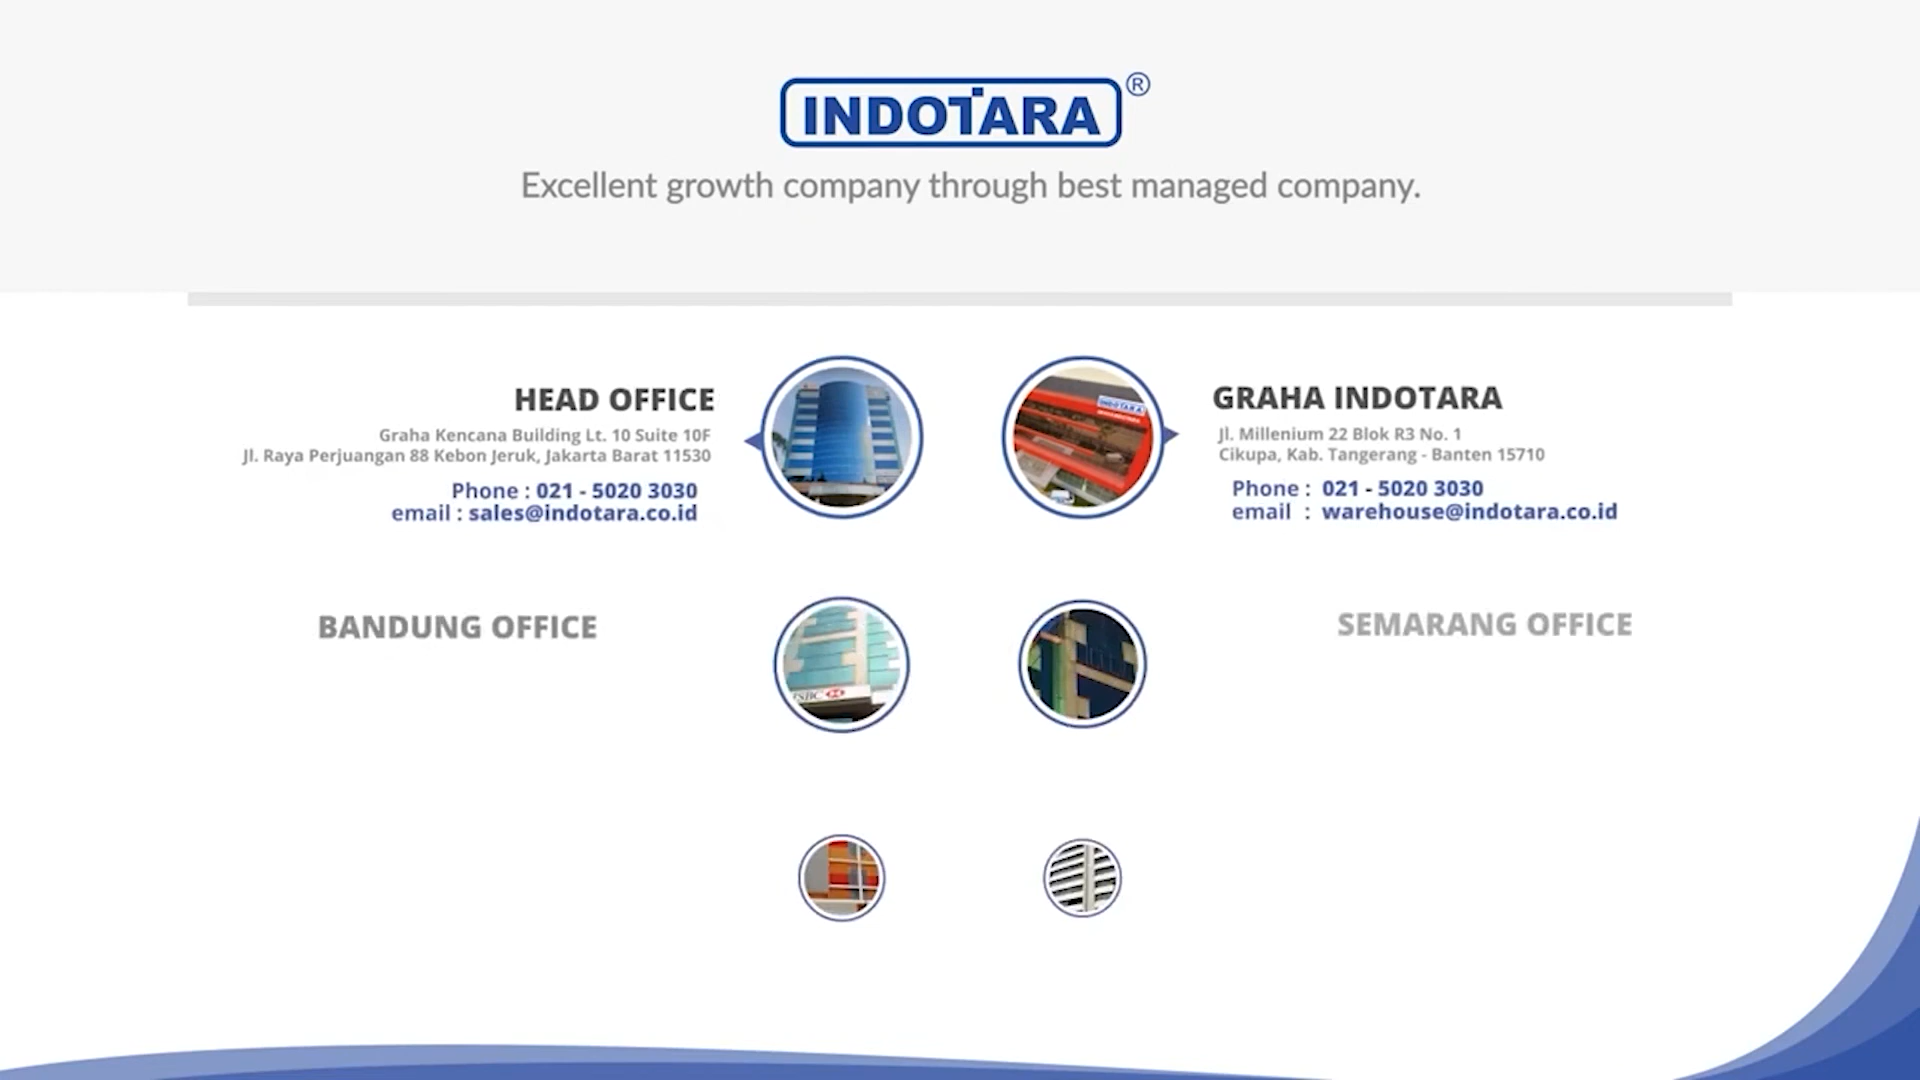 INDOTARA®
Excellent growth company through best managed company.
HEAD OFFICE
Graha Kencana Building Lt. 10 Suite 10F
Jl. Raya Perjuangan 88 Kebon Jeruk, Jakarta Barat 11530
Phone : 021 - 5020 3030
email : sales@indotara.co.id
INDOTARA
GRAHA INDOTARA
Jl. Millenium 22 Blok R3 No. 1
Cikupa, Kab. Tangerang - Banten 15710
Phone : 021 - 5020 3030
email : warehouse@indotara.co.id
BANDUNG OFFICE
SBC
SEMARANG OFFICE